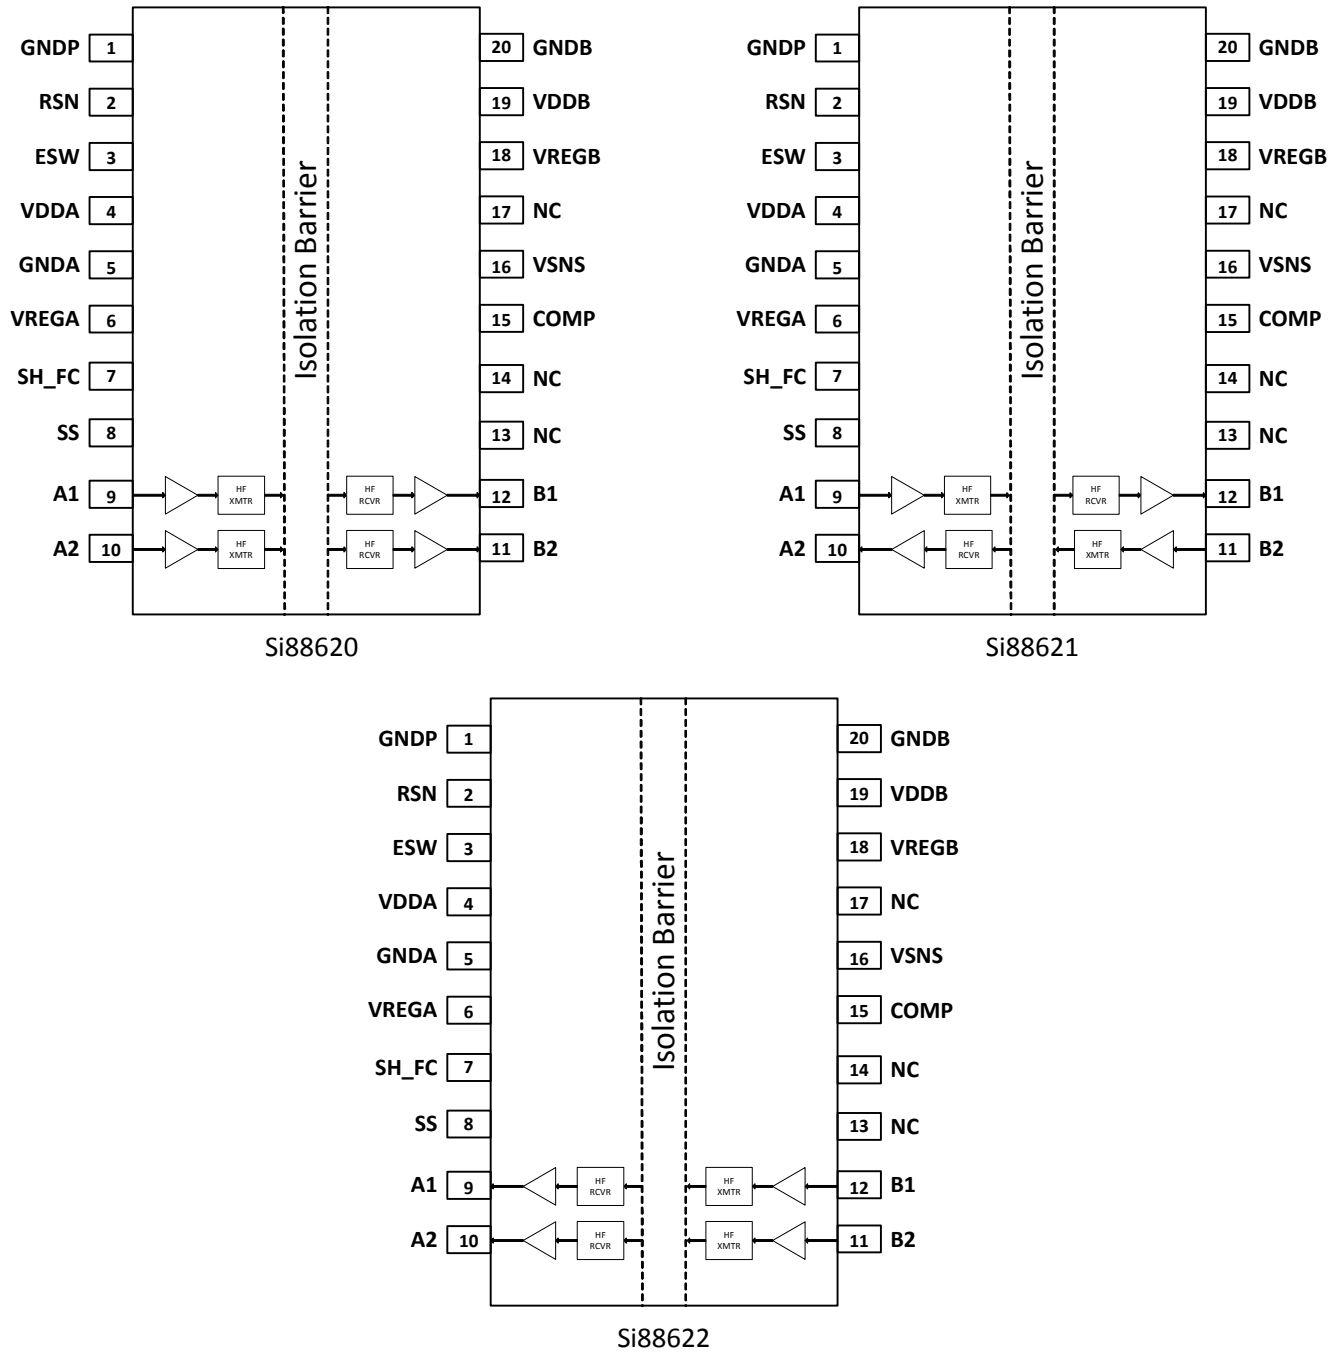 GNDP 1 20 GNDB
RSN 2 19 VDDB
ESW 3 18 VREGB
VDDA 4 17 NC
GNDA 5 16 VSNS
VREGA 6 15 COMP
SH_FC 7 14 NC
SS 8 13 NC
A1 9 HF XMTR HF RCVR 12 B1
A2 10 HF XMTR HF RCVR 11 B2
Isolation Barrier
Si88620
GNDP 1 20 GNDB
RSN 2 19 VDDB
ESW 3 18 VREGB
VDDA 4 17 NC
GNDA 5 16 VSNS
VREGA 6 15 COMP
SH_FC 7 14 NC
SS 8 13 NC
A1 9 HF XMTR HF RCVR 12 B1
A2 10 HF RCVR HF XMTR 11 B2
Isolation Barrier
Si88621
GNDP 1 20 GNDB
RSN 2 19 VDDB
ESW 3 18 VREGB
VDDA 4 17 NC
GNDA 5 16 VSNS
VREGA 6 15 COMP
SH_FC 7 14 NC
SS 8 13 NC
A1 9 HF RCVR HF XMTR 12 B1
A2 10 HF RCVR HF XMTR 11 B2
Isolation Barrier
Si88622